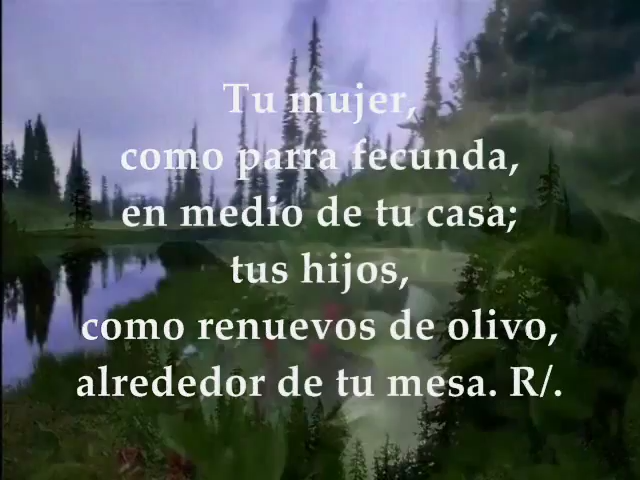 Tu mujer,
como parra fecunda,
en medio de tu casa;
tus hijos,
como renuevos de olivo,
alrededor de tu mesa. R/.